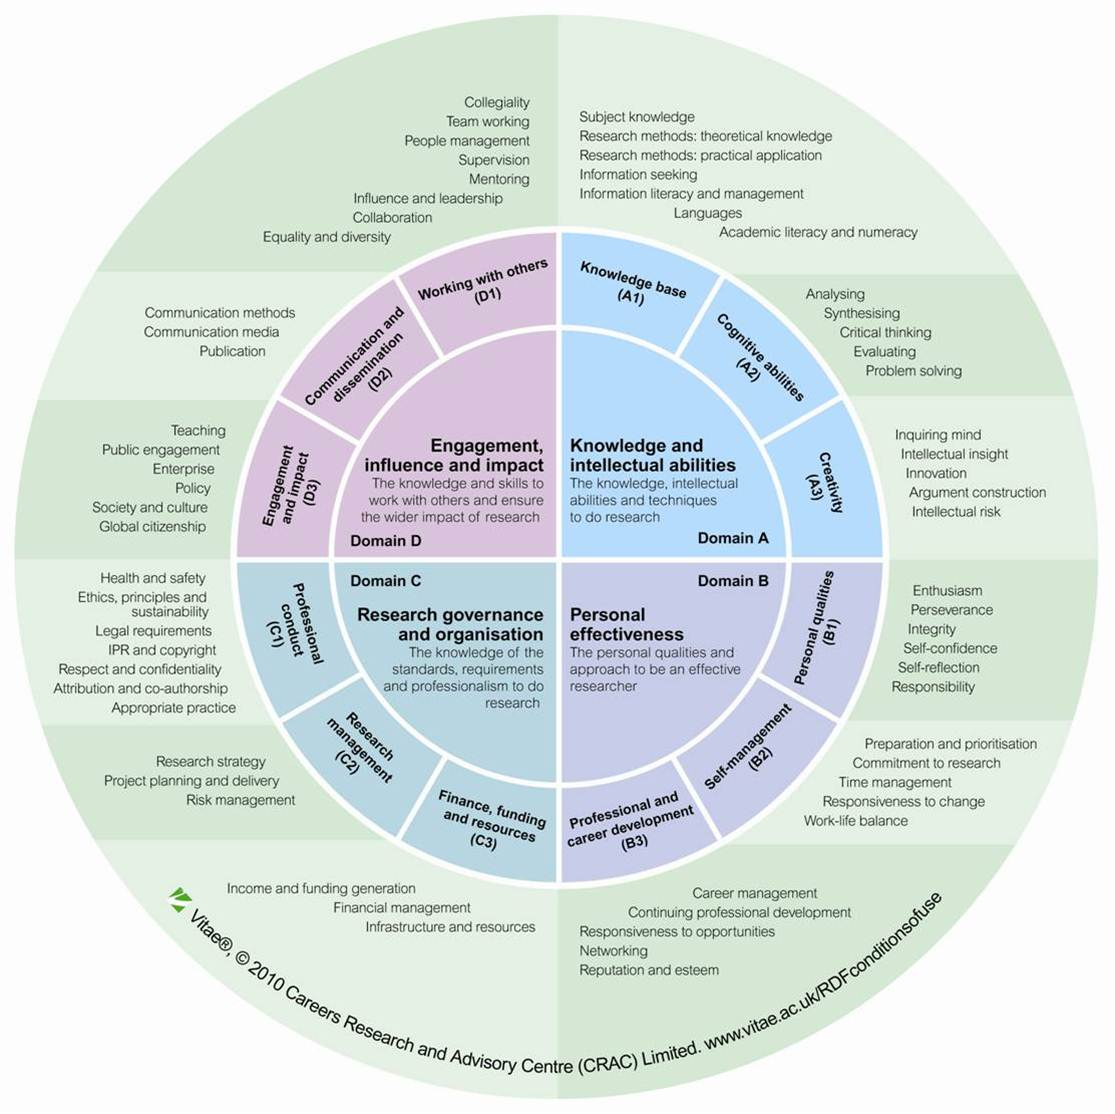 Collegiality
Team working
People management
Supervision
Mentoring
Influence and leadership
Collaboration
Equality and diversity
Subject knowledge
Research methods: theoretical knowledge
Research methods: practical application
Information seeking
Information literacy and management
Languages
Academic literacy and numeracy
Communication methods
Communication media
Publication
Working with others
(D1)
Knowledge base
(A1)
Communication and
dissemination
(D2)
Cognitive abilities
(A2)
Analysing
Synthesising
Critical thinking
Evaluating
Problem solving
Teaching
Public engagement
Enterprise
Policy
Society and culture
Global citizenship
Engagement
and impact
(D3)
Engagement,
influence and impact
The knowledge and skills to
work with others and ensure
the wider impact of research
Domain D
Knowledge and
intellectual abilities
The knowledge, intellectual
abilities and techniques
to do research
Domain A
Creativity
(A3)
Inquiring mind
Intellectual insight
Innovation
Argument construction
Intellectual risk
Health and safety
Ethics, principles and
sustainability
Legal requirements
IPR and copyright
Respect and confidentiality
Attribution and co-authorship
Appropriate practice
Professional
conduct
(C1)
Domain C
Research governance
and organisation
The knowledge of the
standards, requirements
and professionalism to do
research
Domain B
Personal
effectiveness
The personal qualities and
approach to be an effective
researcher
Personal qualities
(B1)
Enthusiasm
Perseverance
Integrity
Self-confidence
Self-reflection
Responsibility
Research strategy
Project planning and delivery
Risk management
Research
management
(C2)
Self-management
(B2)
Preparation and prioritisation
Commitment to research
Time management
Responsiveness to change
Work-life balance
Finance, funding
and resources
(C3)
Professional and
career development
(B3)
Income and funding generation
Financial management
Infrastructure and resources
Career management
Continuing professional development
Responsiveness to opportunities
Networking
Reputation and esteem
Vitae®, © 2010 Careers Research and Advisory Centre (CRAC) Limited. www.vitae.ac.uk/RDFconditionsofuse